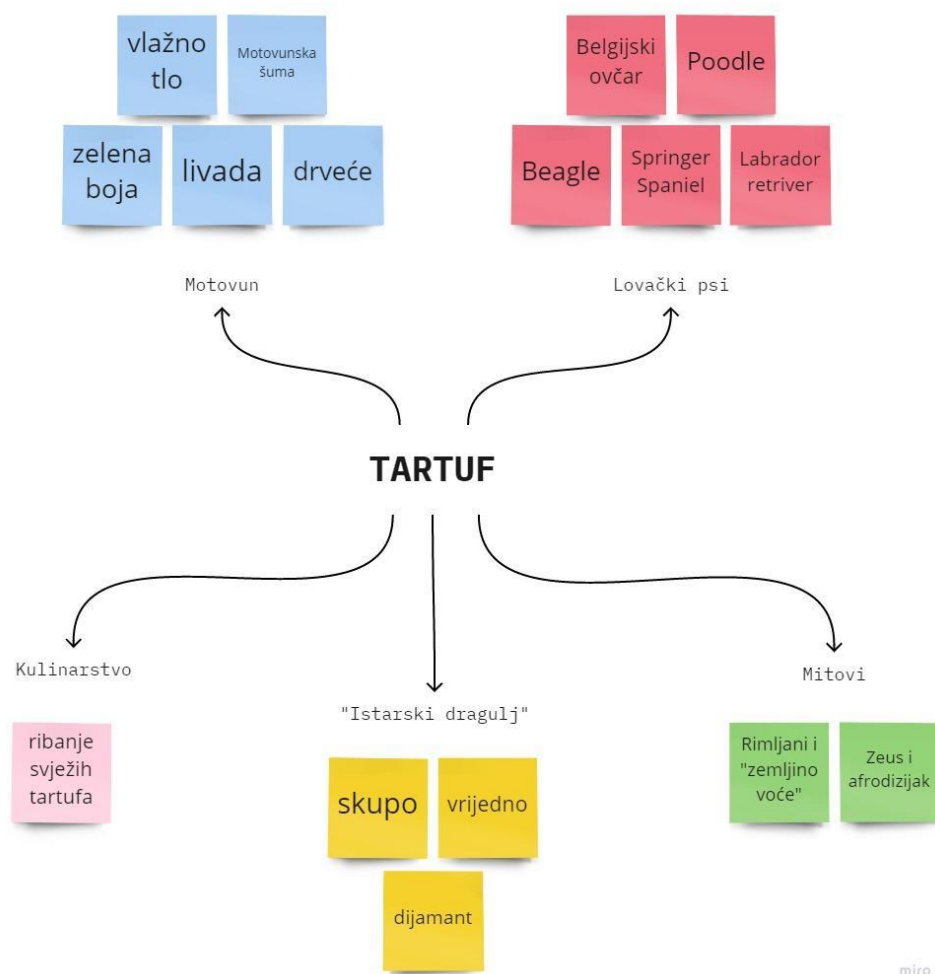 vlažno
tlo
Motovunska
šuma
zelena
boja
livada
drveće
Motovun
Belgijski
ovčar
Poodle
Beagle
Springer
Spaniel
Labrador
retriver
Lovački psi
TARTUF
Kulinarstvo
ribanje
svježih
tartufa
"Istarski dragulj"
skupo
vrijedno
dijamant
Mitovi
Rimljani i
"zemljino
voće"
Zeus i
afrodizijak
miro